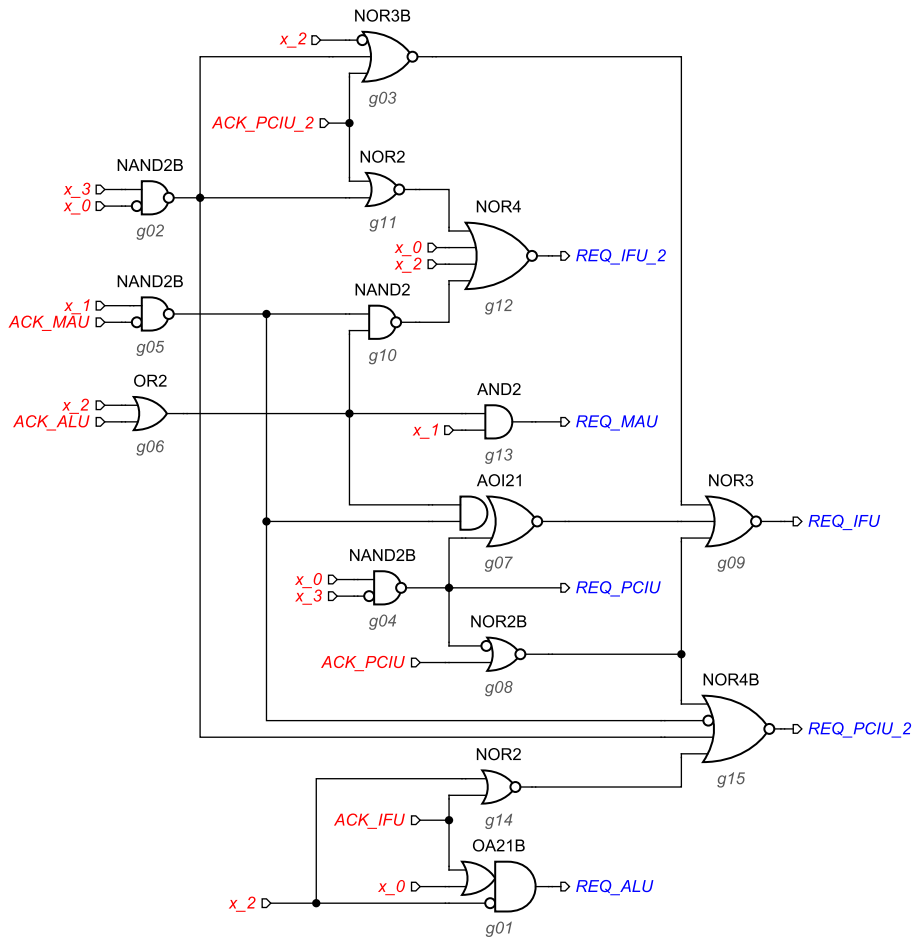 NOR3B
x_2
g03
ACK_PCIU_2
NAND2B
x_3
x_0
g02
NOR2
g11
NOR4
x_0
x_2
REQ_IFU_2
g12
NAND2B
x_1
ACK_MAU
g05
NAND2
g10
OR2
x_2
ACK_ALU
g06
AND2
x_1
REQ_MAU
g13
AOI21
g07
NOR3
REQ_IFU
g09
NAND2B
x_0
x_3
g04
REQ_PCIU
NOR2B
ACK_PCIU
g08
NOR4B
REQ_PCIU_2
g15
NOR2
g14
ACK_IFU
OA21B
x_0
REQ_ALU
x_2
g01